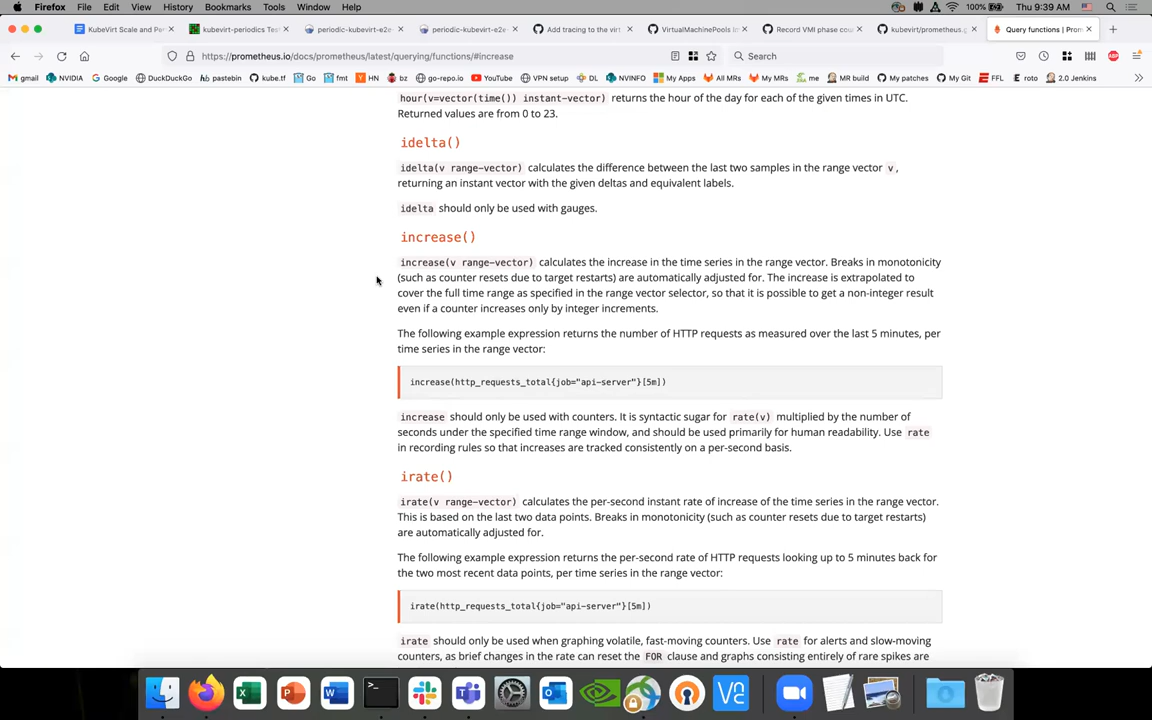 Firefox File Edit View History Bookmarks Tools Window Help 100% Thu 9:39 AM
KubeVirt Scale and Per kubevirt-periodics Test periodic-kubevirt-e2e periodic-kubevirt-e2e Add tracing to the virt VirtualMachinePools In Record VMI phase cou kubevirt/prometheus.g Query functions | Pro
https://prometheus.io/docs/prometheus/latest/querying/functions/#increase Search
gmail NVIDIA Google DuckDuckGo pastebin kube.tf Go fmt HN bz go-repo.io YouTube VPN setup DL NVINFO My Apps All MRs My MRs me MR build My patches My Git FFL roto 2.0 Jenkins
hour(v=vector(time()) instant-vector) returns the hour of the day for each of the given times in UTC.
Returned values are from 0 to 23.
idelta()
idelta(v range-vector) calculates the difference between the last two samples in the range vector v,
returning an instant vector with the given deltas and equivalent labels.
idelta should only be used with gauges.
increase()
increase(v range-vector) calculates the increase in the time series in the range vector. Breaks in monotonicity
(such as counter resets due to target restarts) are automatically adjusted for. The increase is extrapolated to
cover the full time range as specified in the range vector selector, so that it is possible to get a non-integer result
even if a counter increases only by integer increments.
The following example expression returns the number of HTTP requests as measured over the last 5 minutes, per
time series in the range vector:
increase(http_requests_total{job="api-server"}[5m])
increase should only be used with counters. It is syntactic sugar for rate(v) multiplied by the number of
seconds under the specified time range window, and should be used primarily for human readability. Use rate
in recording rules so that increases are tracked consistently on a per-second basis.
irate()
irate(v range-vector) calculates the per-second instant rate of increase of the time series in the range vector.
This is based on the last two data points. Breaks in monotonicity (such as counter resets due to target restarts)
are automatically adjusted for.
The following example expression returns the per-second rate of HTTP requests looking up to 5 minutes back for
the two most recent data points, per time series in the range vector:
irate(http_requests_total{job="api-server"}[5m])
irate should only be used when graphing volatile, fast-moving counters. Use rate for alerts and slow-moving
counters, as brief changes in the rate can reset the FOR clause and graphs consisting entirely of rare spikes are